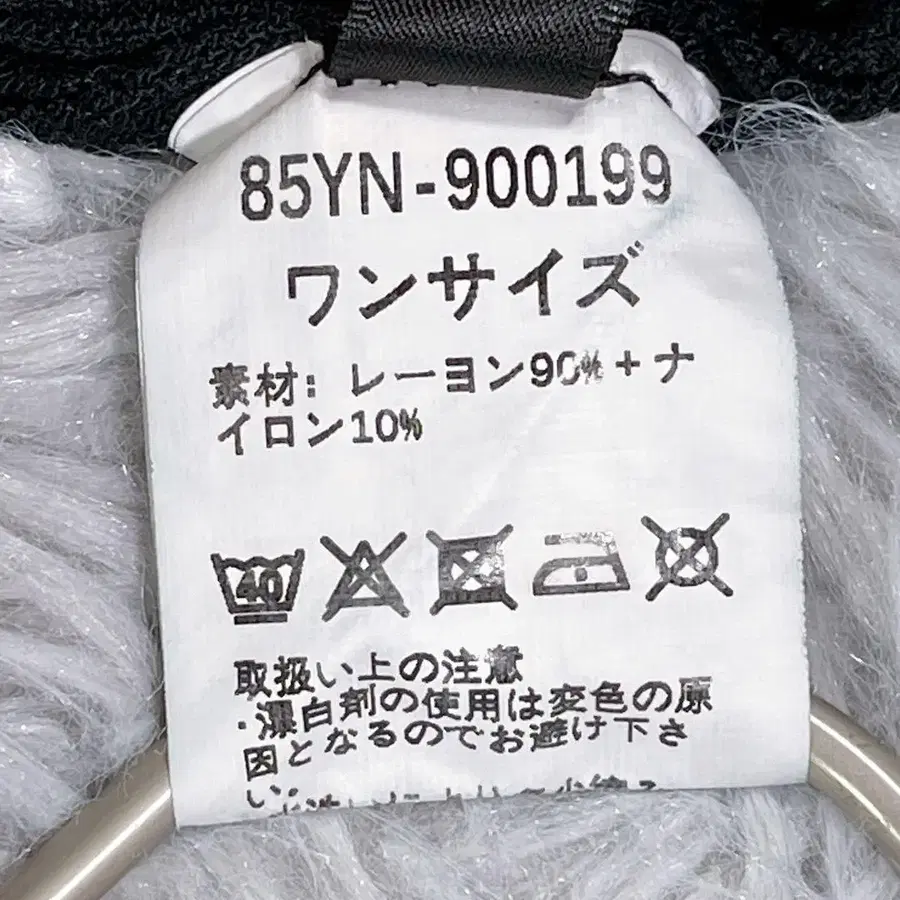 85YN-900199
ワンサイズ
素材: レーヨン90%+ナ
イロン10%
40
取扱い上の注意
・漂白剤の使用は変色の原
因となるのでお避け下さ
い